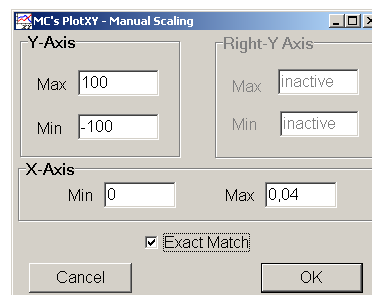 MC's PlotXY - Manual Scaling
Y-Axis
Right-Y Axis
Max 100
Max inactive
Min -100
Min inactive
X-Axis
Min 0 Max 0,04
Exact Match
Cancel OK